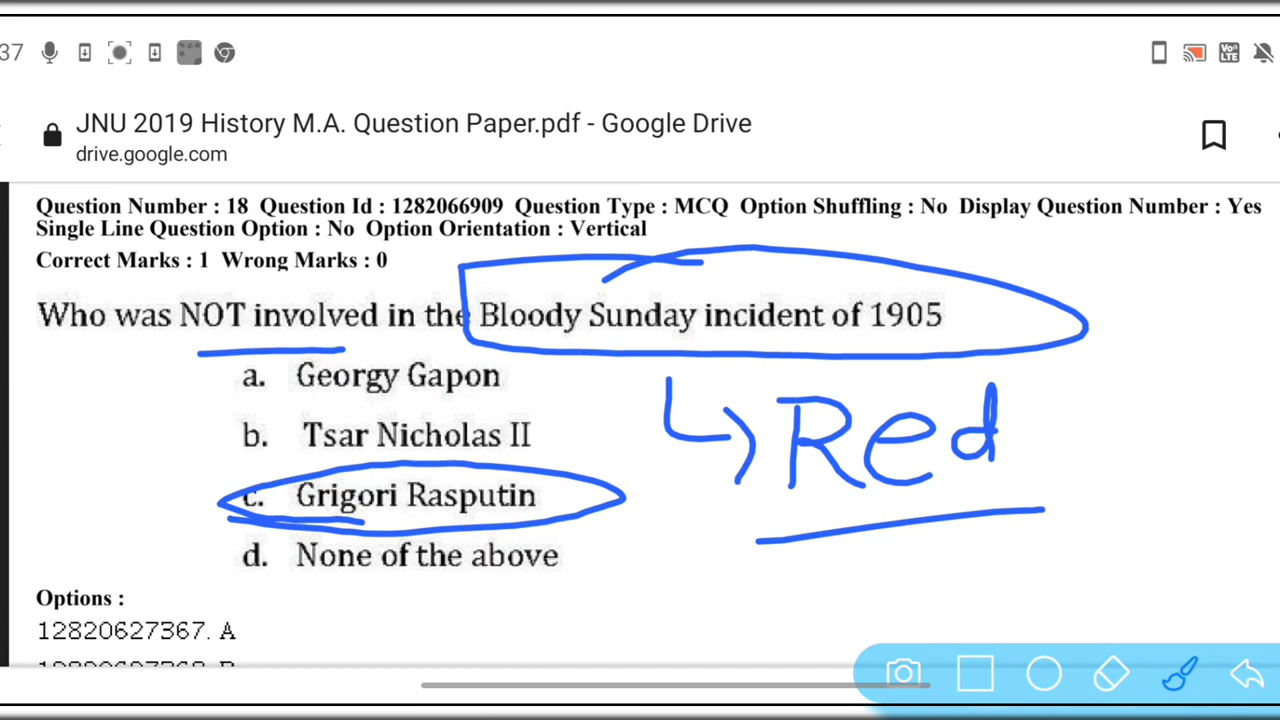 37
JNU 2019 History M.A. Question Paper.pdf - Google Drive
drive.google.com
Question Number : 18 Question Id : 1282066909 Question Type : MCQ Option Shuffling : No Display Question Number : Yes
Single Line Question Option : No Option Orientation : Vertical
Correct Marks : 1 Wrong Marks : 0
Who was NOT involved in the Bloody Sunday incident of 1905
a. Georgy Gapon
b. Tsar Nicholas II
c. Grigori Rasputin
d. None of the above
Red
Options :
12820627367. A